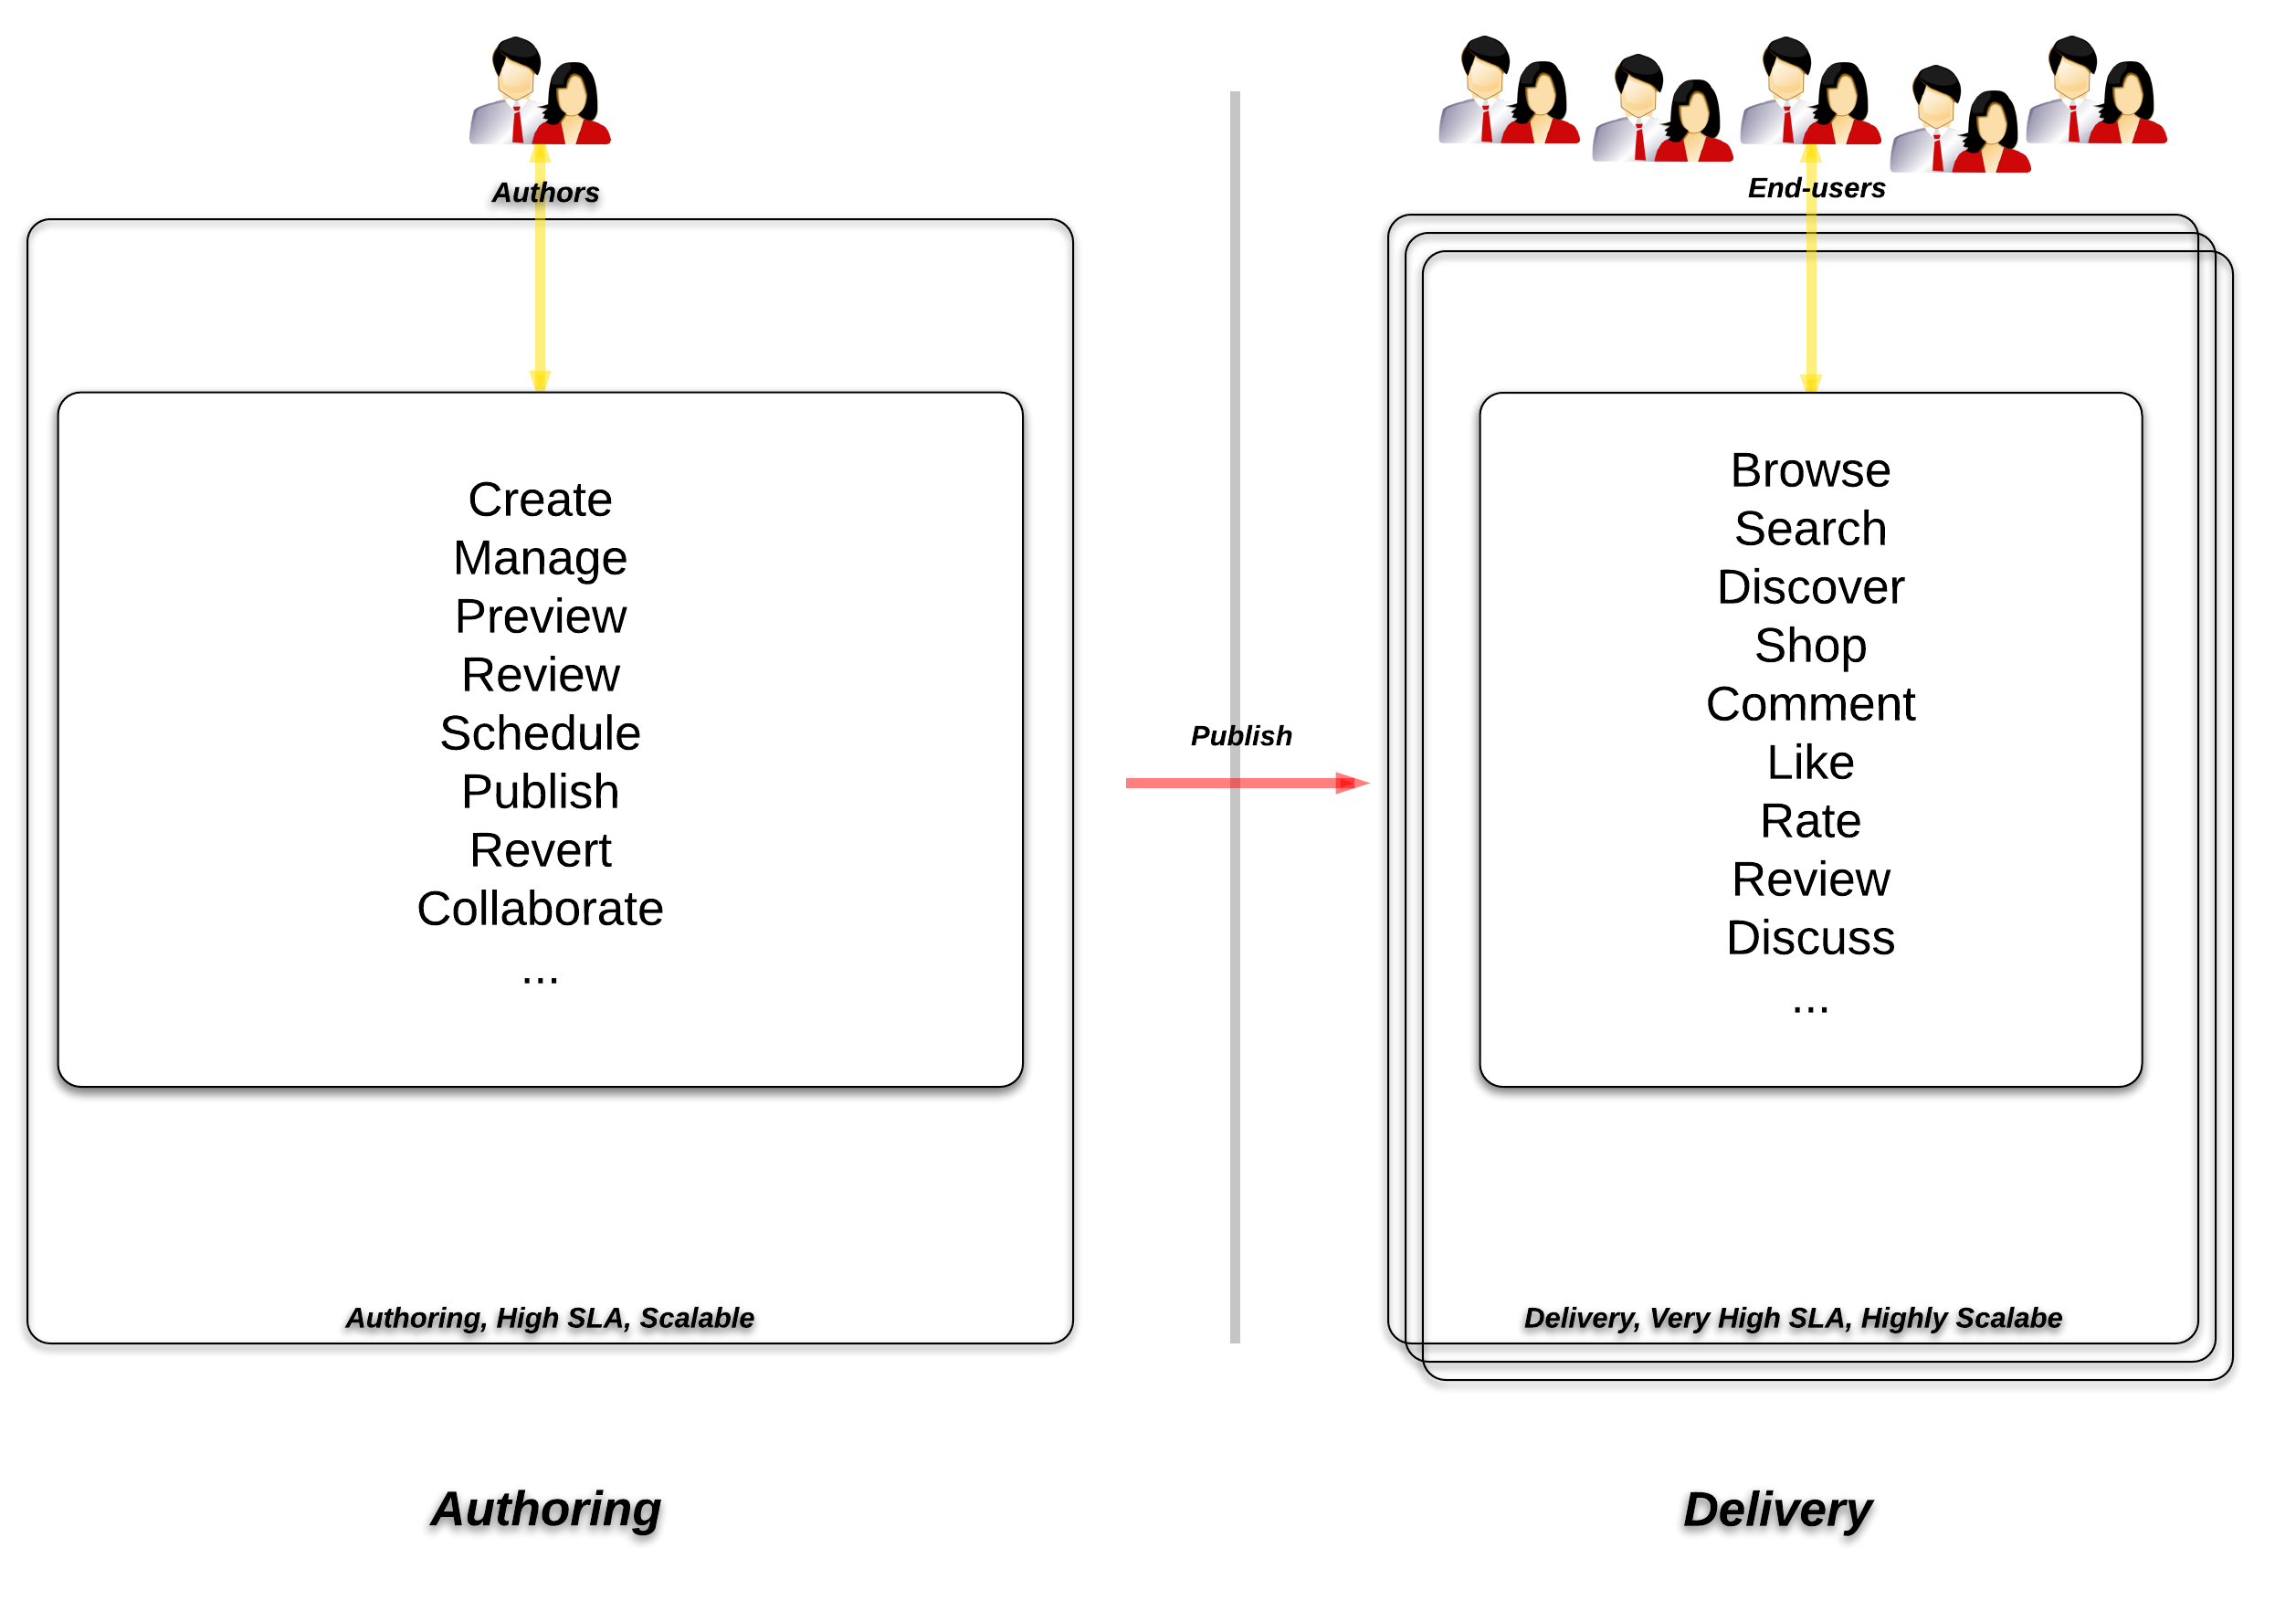 Authors
Create
Manage
Preview
Review
Schedule
Publish
Revert
Collaborate
...
Authoring, High SLA, Scalable
Authoring
Publish
End-users
Browse
Search
Discover
Shop
Comment
Like
Rate
Review
Discuss
...
Delivery, Very High SLA, Highly Scalabe
Delivery